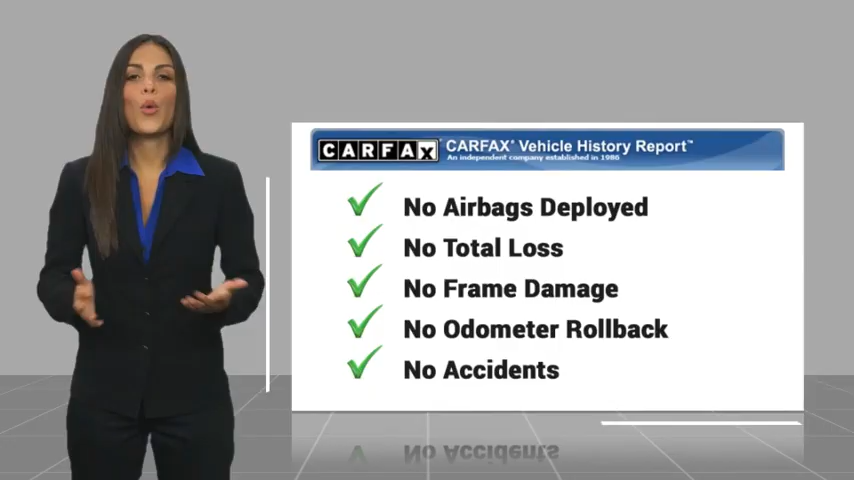 CARFAX
CARFAX® Vehicle History Report™
An independent company established in 1986
No Airbags Deployed
No Total Loss
No Frame Damage
No Odometer Rollback
No Accidents
No Accidents